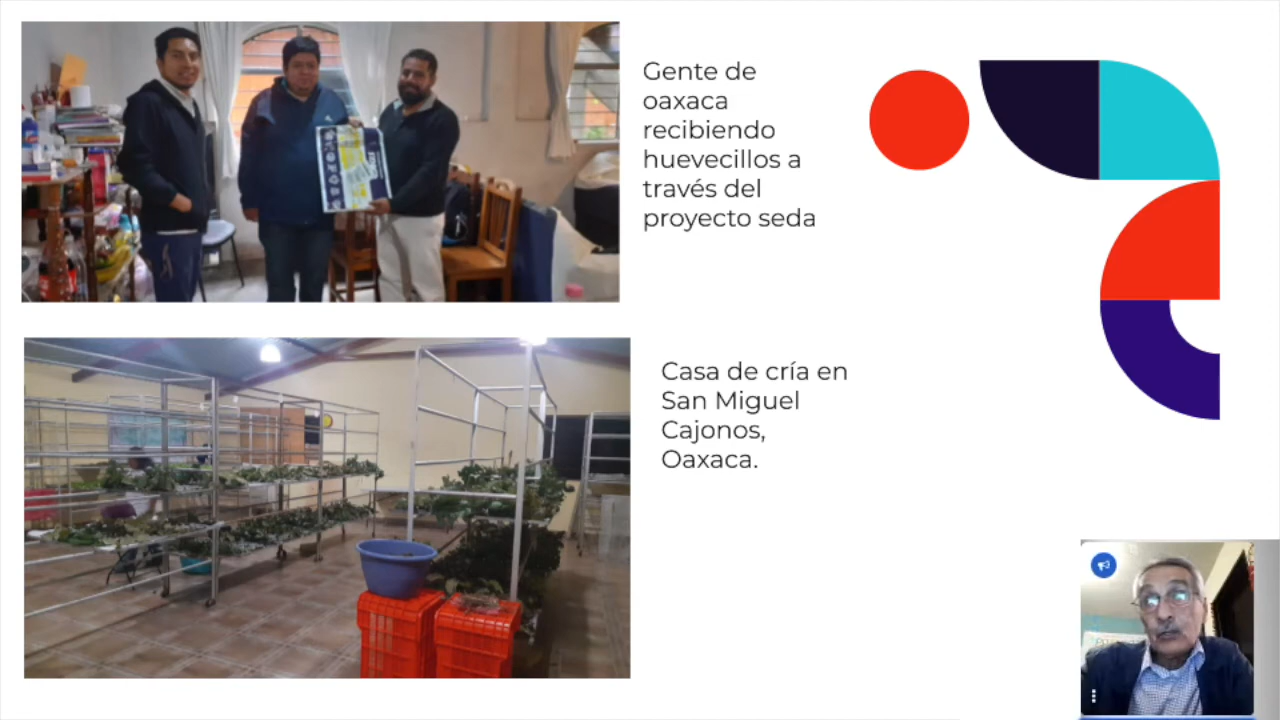 Gente de
oaxaca
recibiendo
huevecillos a
través del
proyecto seda
Casa de cría en
San Miguel
Cajonos,
Oaxaca.